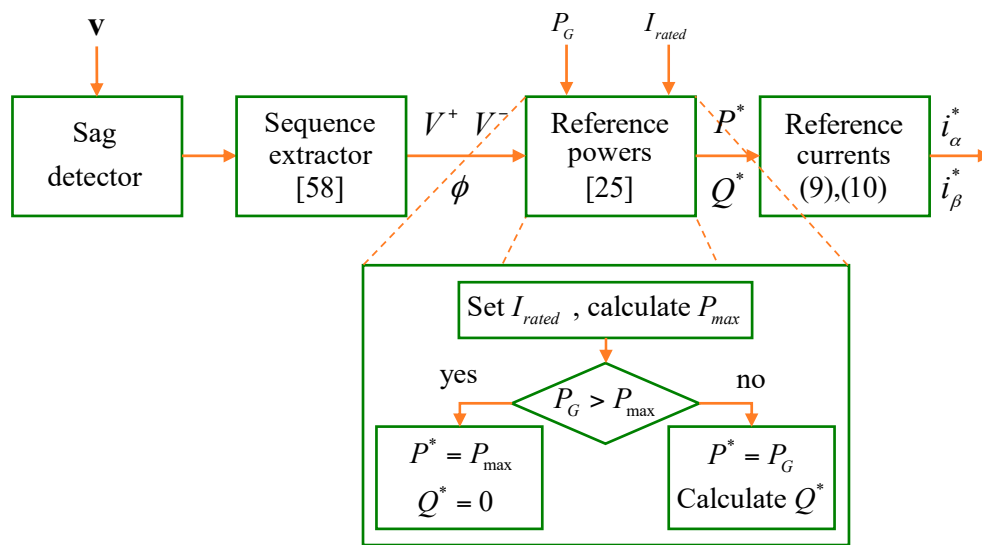 v
P_G
I_rated
Sag
detector
Sequence
extractor
[58]
V⁺ V⁻
ϕ
Reference
powers
[25]
P*
Q*
Reference
currents
(9),(10)
i*_α
i*_β
Set I_rated , calculate P_max
yes
P_G > P_max
no
P* = P_max
Q* = 0
P* = P_G
Calculate Q*